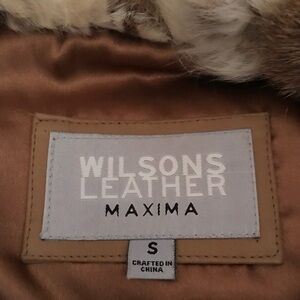 WILSONS
LEATHER
MAXIMA
S
CRAFTED IN
CHINA